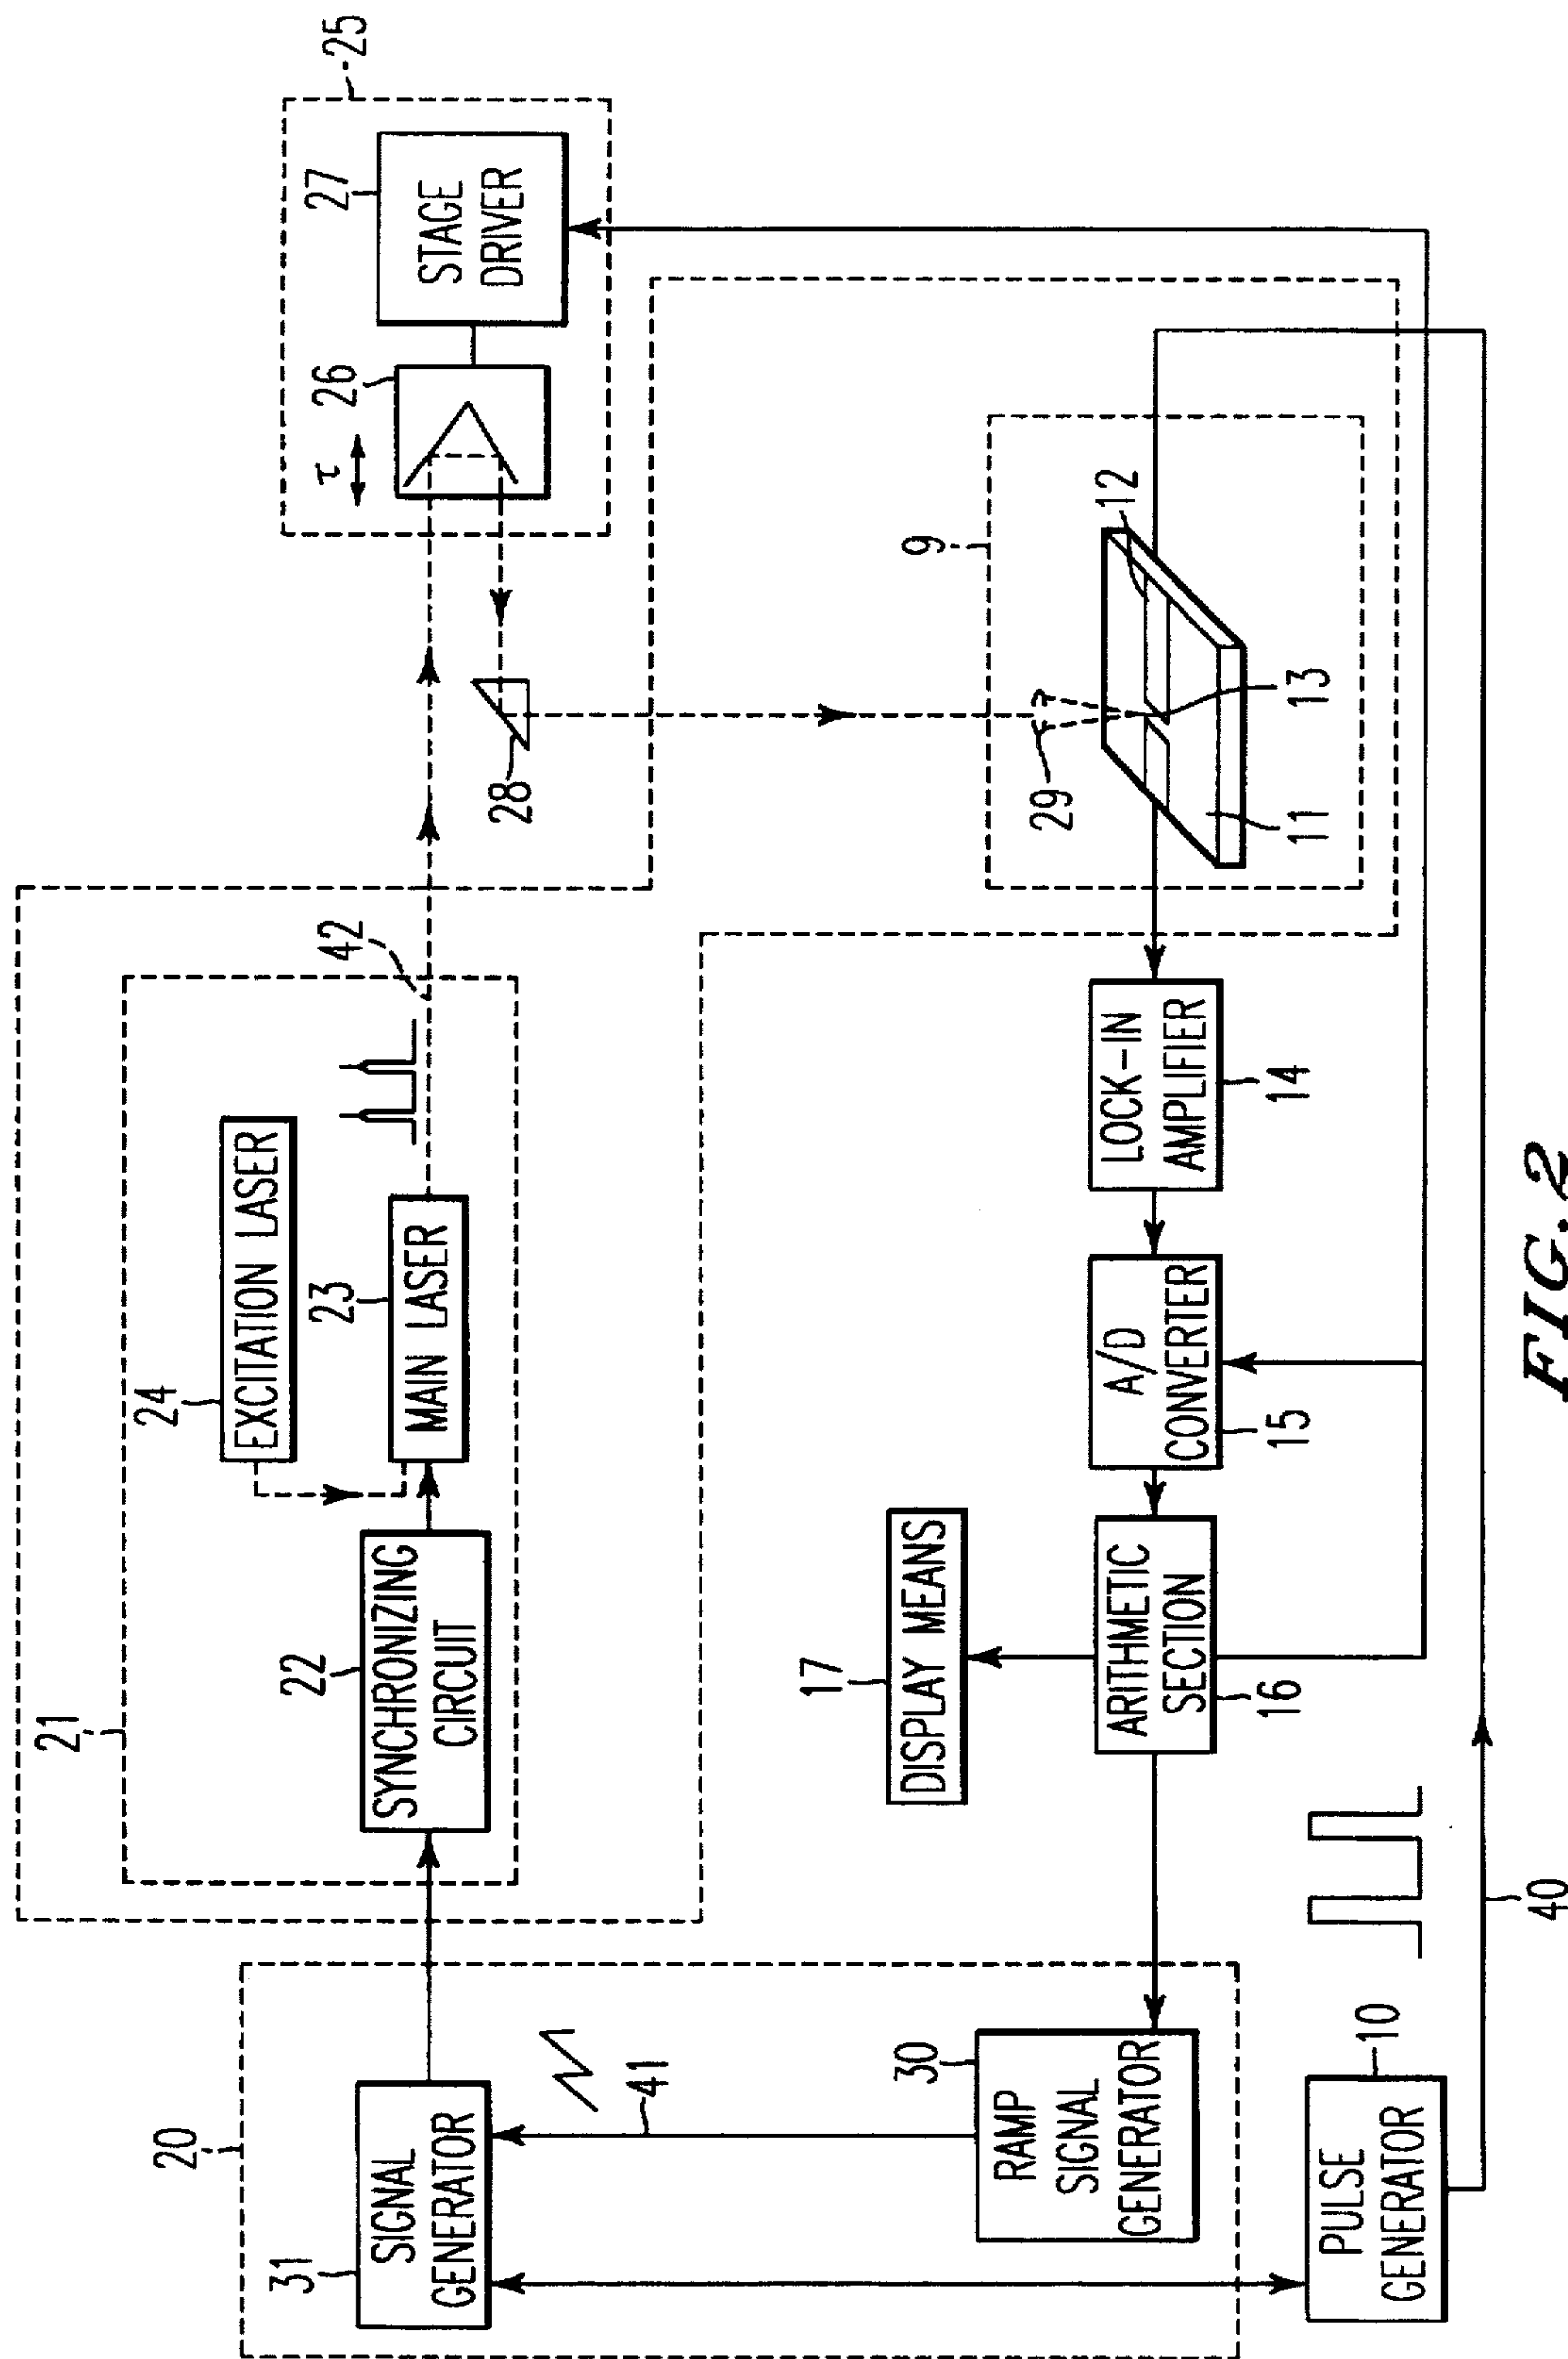 21
24
EXCITATION LASER
22
SYNCHRONIZING
CIRCUIT
23
MAIN LASER
42
τ
26
27
STAGE
DRIVER
25
28
20
31
SIGNAL
GENERATOR
41
30
RAMP
SIGNAL
GENERATOR
17
DISPLAY MEANS
ARITHMETIC
SECTION
16
A/D
CONVERTER
15
LOCK-IN
AMPLIFIER
14
9
29
12
11
13
10
PULSE
GENERATOR
40
FIG.2